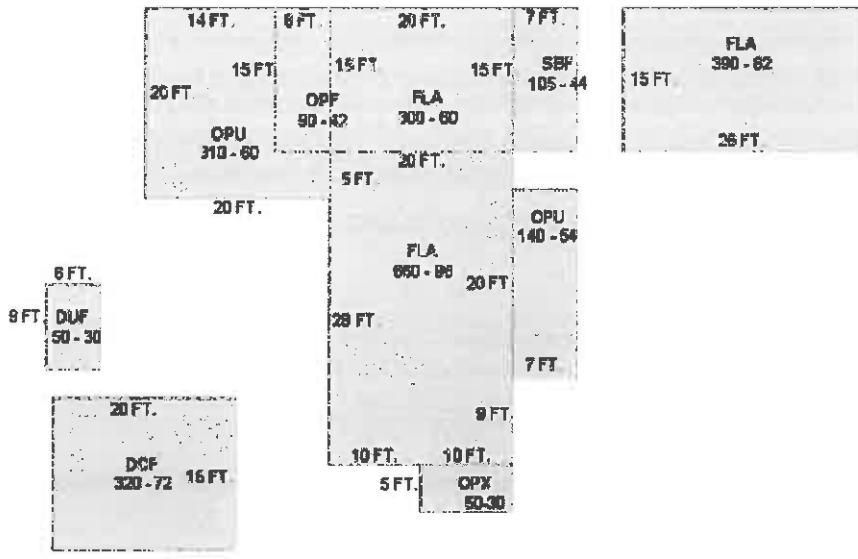 14 FT. 6 FT. 20 FT. 7 FT.
FLA
390 - 82
20 FT. 15 FT 15 FT. 15 FT. SBF
105 - 44
15 FT.
OPF
90 - 42
FLA
300 - 60
OPU
310 - 60
26 FT.
20 FT.
5 FT.
20 FT.
OPU
140 - 54
FLA
660 - 96
20 FT.
6 FT.
9 FT. DUF
50 - 30
28 FT.
7 FT.
20 FT.
9 FT.
DCF
320 - 72
16 FT.
10 FT. 10 FT.
5 FT. OPX
50-30